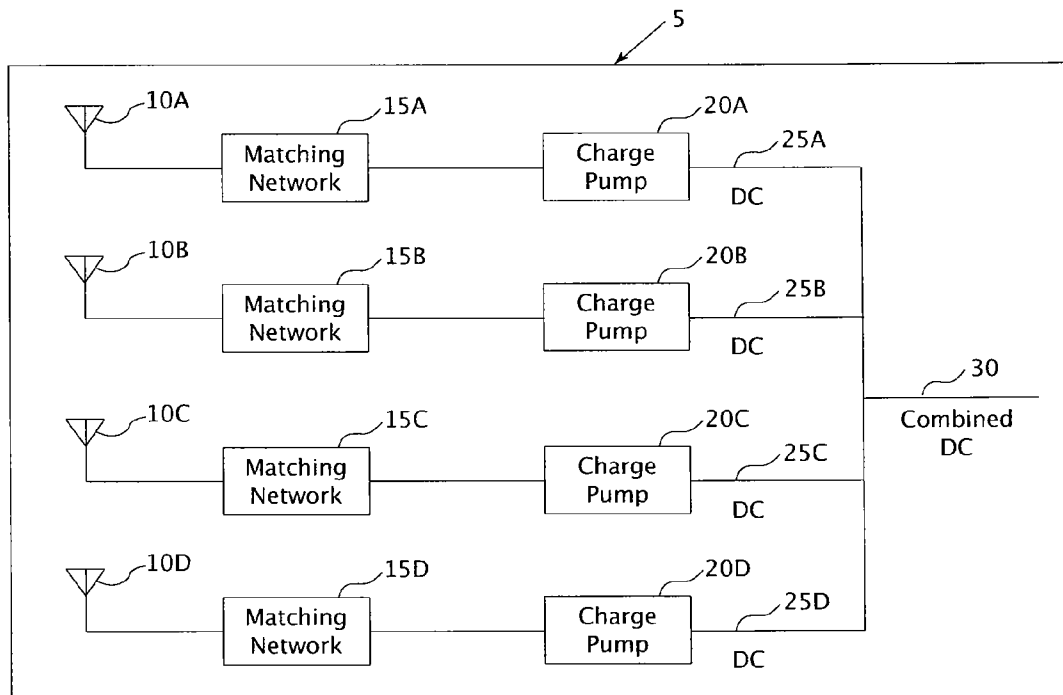 5
10A
15A
20A
25A
Matching
Network
Charge
Pump
DC
10B
15B
20B
25B
Matching
Network
Charge
Pump
DC
30
Combined
DC
10C
15C
20C
25C
Matching
Network
Charge
Pump
DC
10D
15D
20D
25D
Matching
Network
Charge
Pump
DC